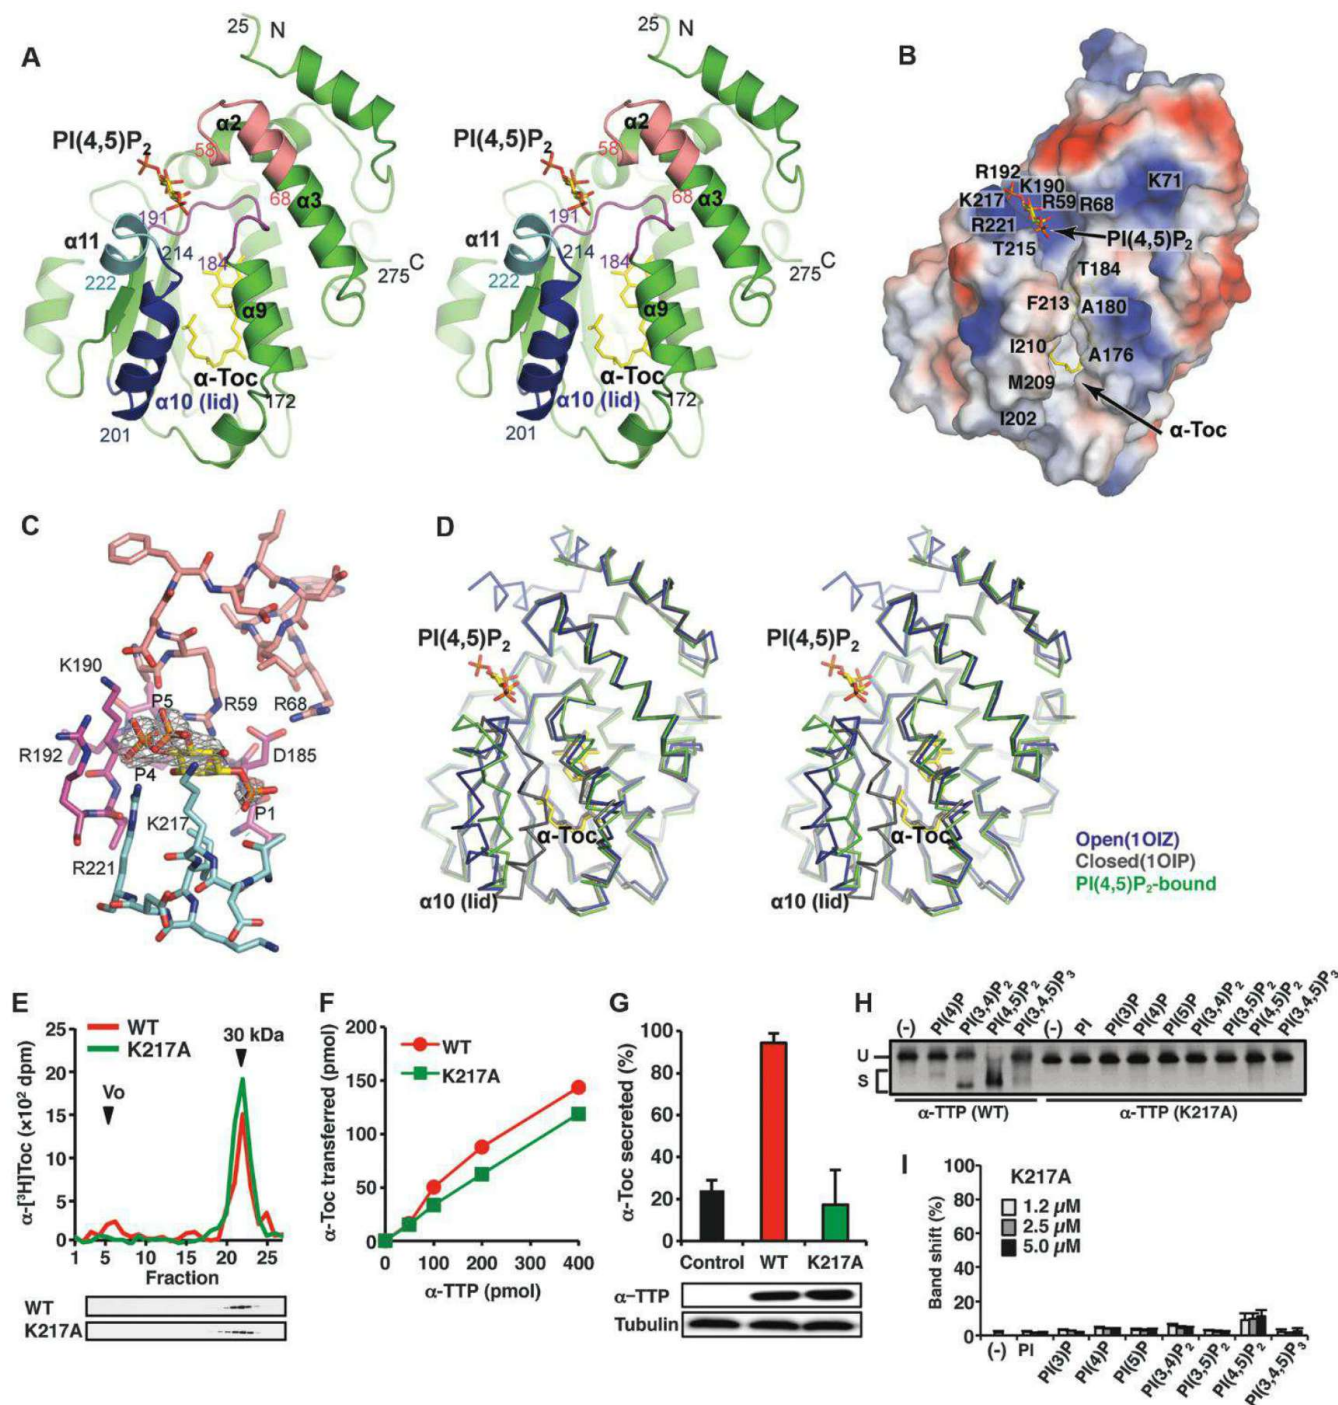 A
25 N
α2
PI(4,5)P2
58
68
α3
191
α11
214
184
222
275 C
α9
α-Toc
α10 (lid)
172
201
25 N
α2
PI(4,5)P2
58
68
α3
191
α11
214
184
222
275 C
α9
α-Toc
α10 (lid)
172
201
B
R192
K190
K71
K217
R59
R68
R221
PI(4,5)P2
T215
T184
F213
A180
I210
A176
M209
I202
α-Toc
C
K190
P5
R59
R68
R192
D185
P4
K217
P1
R221
D
PI(4,5)P2
α-Toc
α10 (lid)
PI(4,5)P2
α-Toc
α10 (lid)
Open(1OIZ)
Closed(1OIP)
PI(4,5)P2-bound
E
WT
K217A
30 kDa
Vo
α-[3H]Toc (×102 dpm)
25
20
15
10
5
0
1 5 10 15 20 25
Fraction
WT
K217A
F
WT
K217A
α-Toc transferred (pmol)
200
150
100
50
0
0 100 200 300 400
α-TTP (pmol)
G
α-Toc secreted (%)
100
80
60
40
20
0
Control WT K217A
α-TTP
Tubulin
H
(-) PI(4)P PI(3,4)P2 PI(4,5)P2 PI(3,4,5)P3 (-) PI PI(3)P PI(4)P PI(5)P PI(3,4)P2 PI(3,5)P2 PI(4,5)P2 PI(3,4,5)P3
U
S
α-TTP (WT) α-TTP (K217A)
I
K217A
1.2 µM
2.5 µM
5.0 µM
Band shift (%)
100
80
60
40
20
0
(-) PI PI(3)P PI(4)P PI(5)P PI(3,4)P2 PI(3,5)P2 PI(4,5)P2 PI(3,4,5)P3